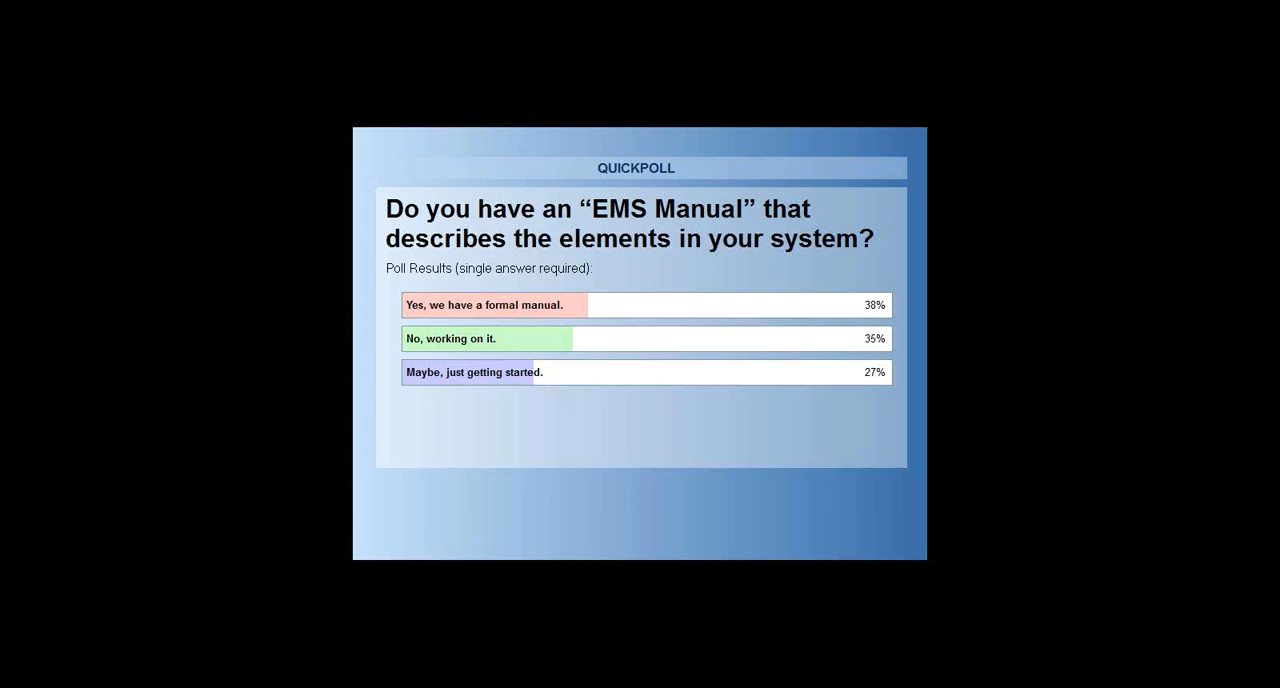 QUICKPOLL
Do you have an “EMS Manual” that
describes the elements in your system?
Poll Results (single answer required):
Yes, we have a formal manual. 38%
No, working on it. 35%
Maybe, just getting started. 27%